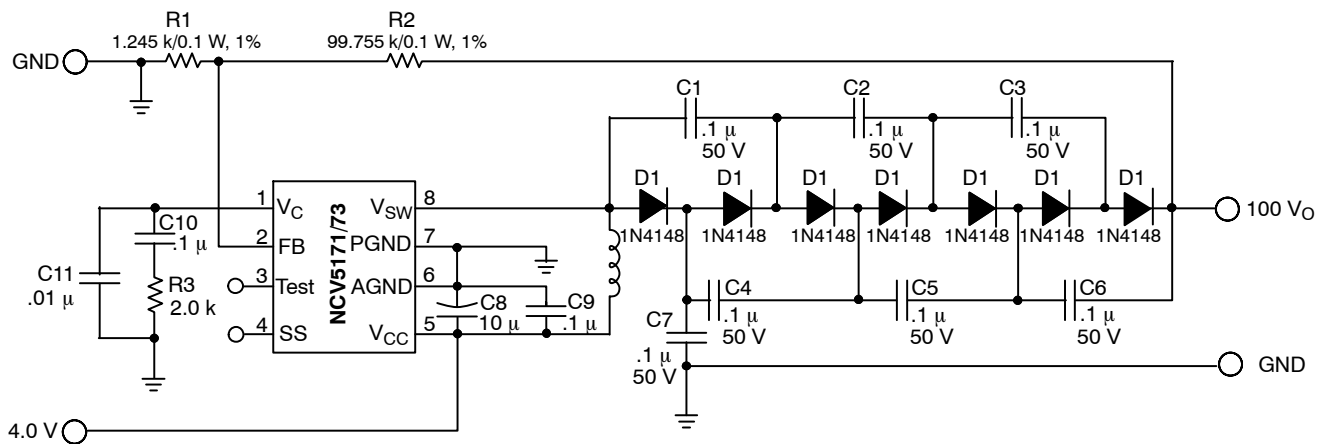 R1
1.245 k/0.1 W, 1%
R2
99.755 k/0.1 W, 1%
GND
C1
.1 μ
50 V
C2
.1 μ
50 V
C3
.1 μ
50 V
D1
1N4148
D1
1N4148
D1
1N4148
D1
1N4148
D1
1N4148
D1
1N4148
D1
1N4148
100 VO
1
VC
2
FB
3
Test
4
SS
NCV5171/73
VSW
8
PGND
7
AGND
6
VCC
5
C10
.1 μ
C11
.01 μ
R3
2.0 k
C8
10 μ
C9
.1 μ
C4
.1 μ
50 V
C5
.1 μ
50 V
C6
.1 μ
50 V
C7
.1 μ
50 V
GND
4.0 V